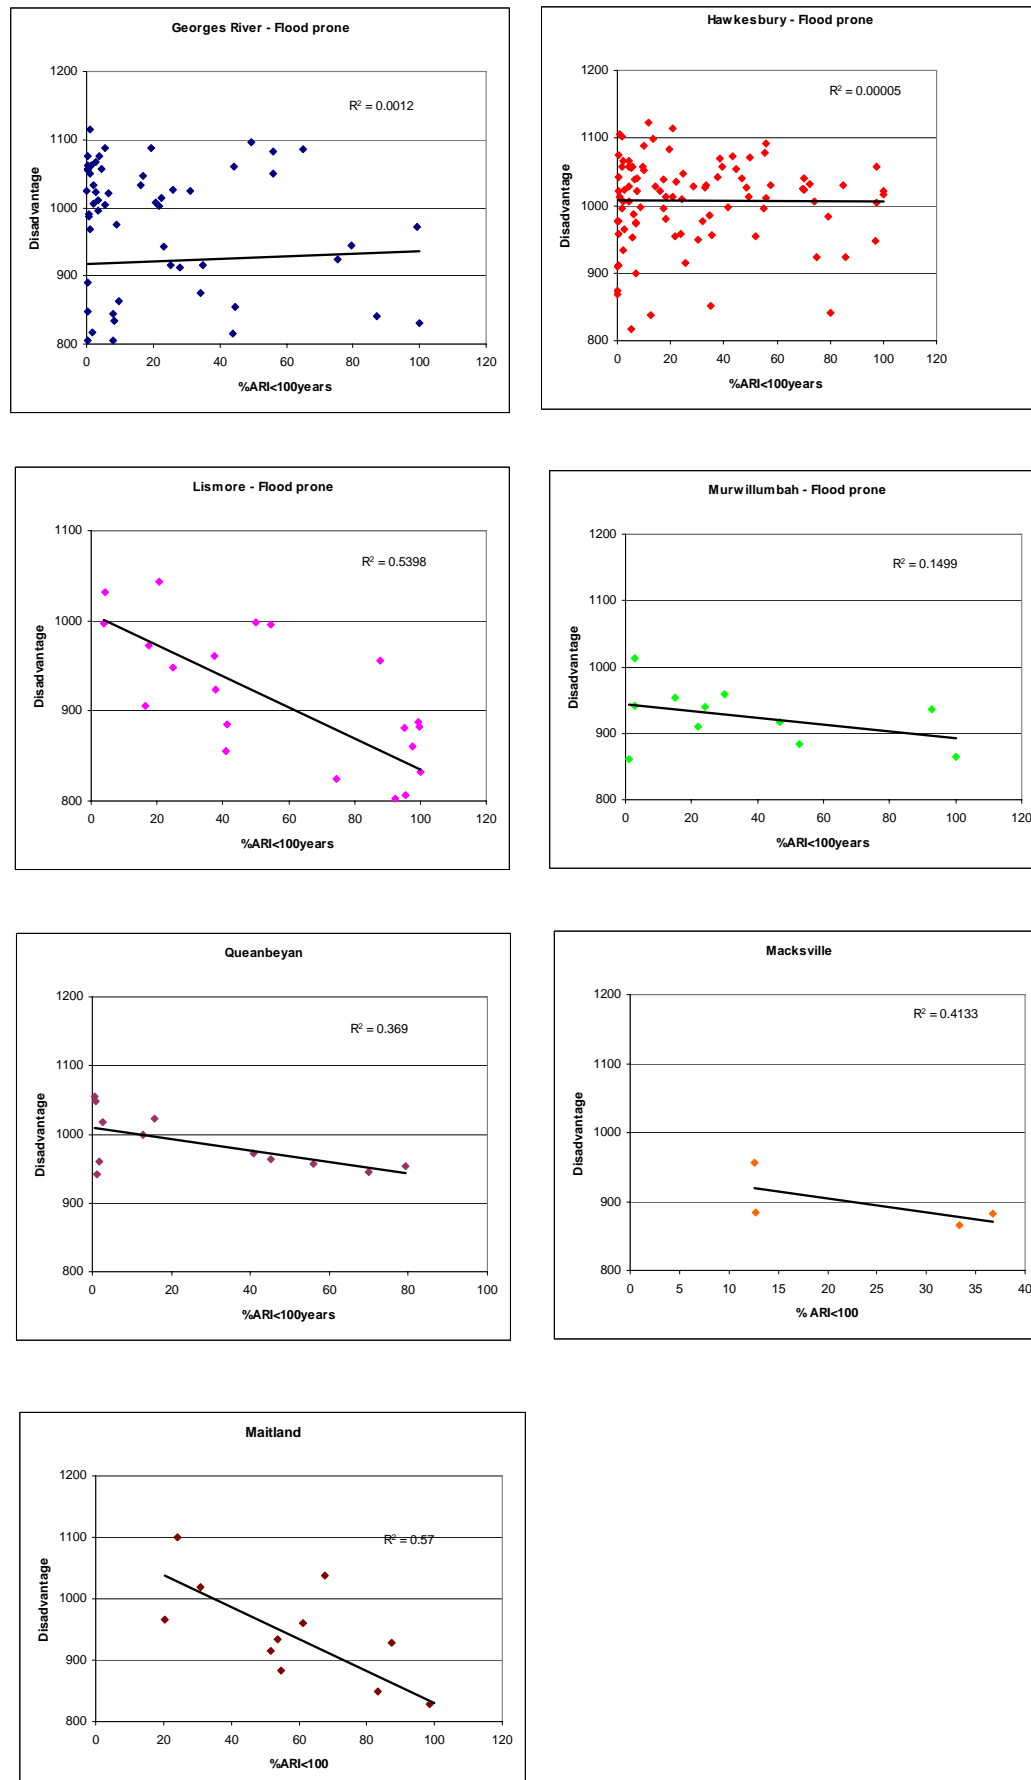 Georges River - Flood prone
R² = 0.0012
Disadvantage
1200
1100
1000
900
800
0 20 40 60 80 100 120
%ARI<100years
Hawkesbury - Flood prone
R² = 0.00005
Disadvantage
1200
1100
1000
900
800
0 20 40 60 80 100 120
%ARI<100years
Lismore - Flood prone
R² = 0.5398
Disadvantage
1100
1000
900
800
0 20 40 60 80 100 120
%ARI<100years
Murwillumbah - Flood prone
R² = 0.1499
Disadvantage
1200
1100
1000
900
800
0 20 40 60 80 100 120
%ARI<100years
Queanbeyan
R² = 0.369
Disadvantage
1200
1100
1000
900
800
0 20 40 60 80 100
%ARI<100years
Macksville
R² = 0.4133
Disadvantage
1200
1100
1000
900
800
0 5 10 15 20 25 30 35 40
% ARI<100
Maitland
R² = 0.57
Disadvantage
1200
1100
1000
900
800
0 20 40 60 80 100 120
%ARI<100